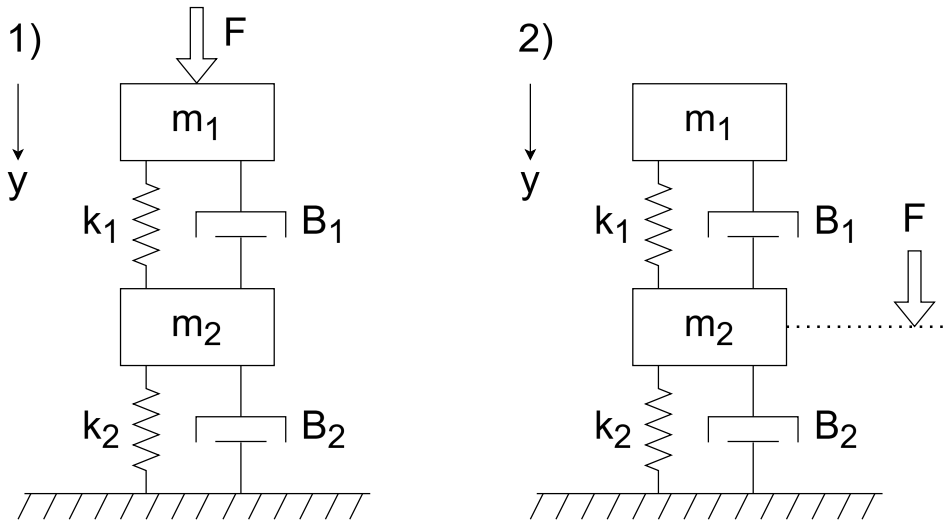 1)
F
y
m₁
k₁
B₁
m₂
k₂
B₂
2)
y
m₁
k₁
B₁
F
m₂
k₂
B₂